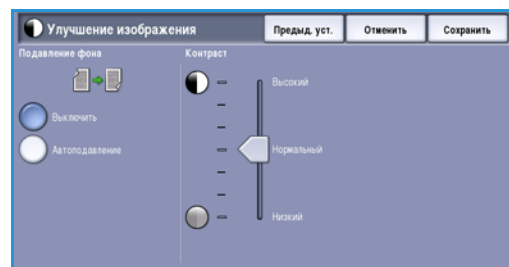 Улучшение изображения
Предыд. уст.
Отменить
Сохранить
Подавление фона
Контраст
Высокий
Выключить
Автоподавление
Нормальный
Низкий